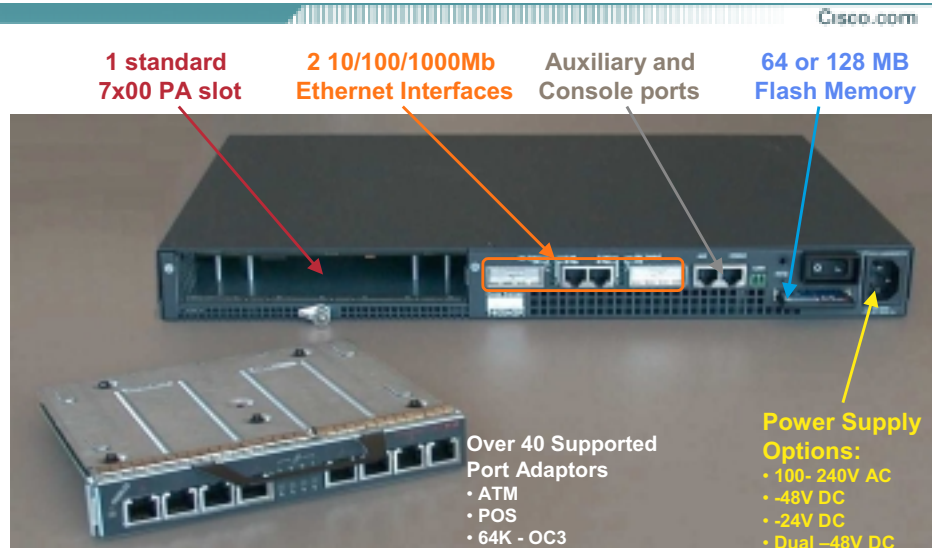 Cisco.com
1 standard
7x00 PA slot
2 10/100/1000Mb
Ethernet Interfaces
Auxiliary and
Console ports
64 or 128 MB
Flash Memory
Over 40 Supported
Port Adaptors
• ATM
• POS
• 64K - OC3
Power Supply
Options:
• 100- 240V AC
• -48V DC
• -24V DC
• Dual –48V DC